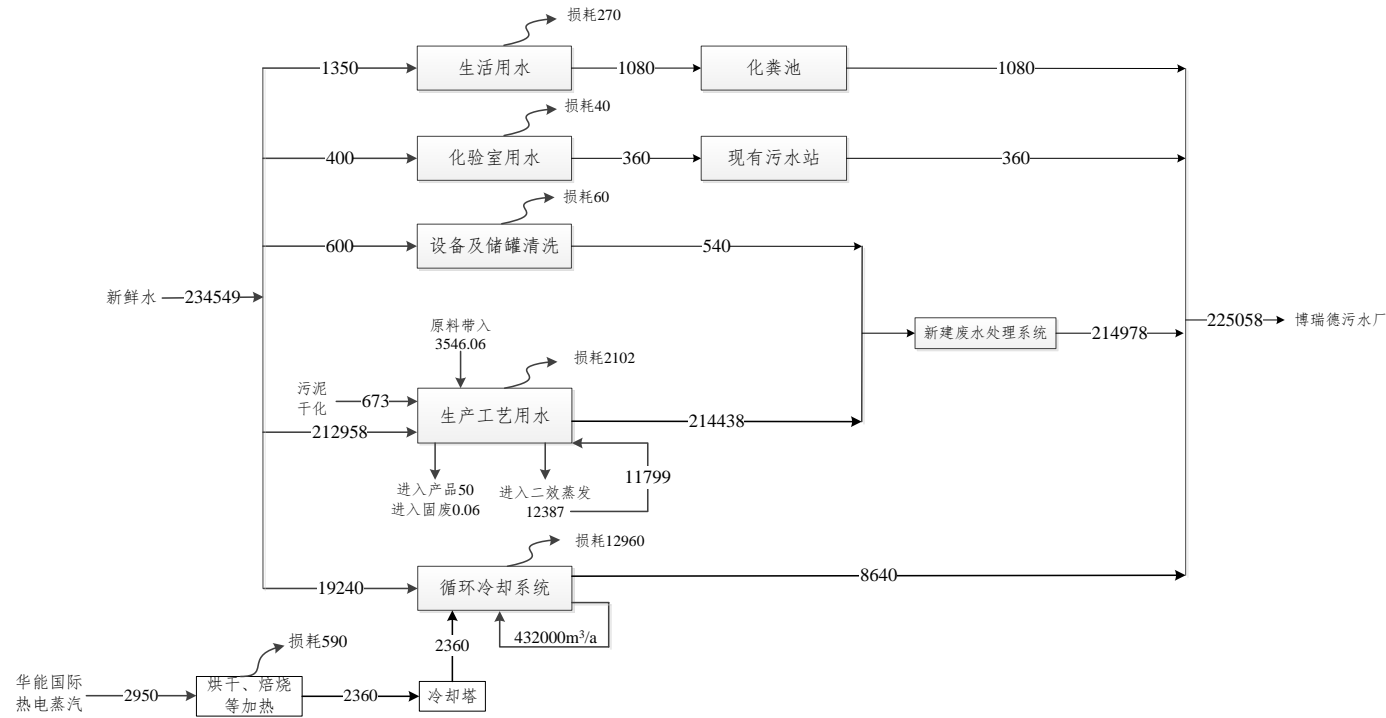 损耗270
1350
生活用水
1080
化粪池
1080
损耗40
400
化验室用水
360
现有污水站
360
损耗60
600
设备及储罐清洗
540
新鲜水
234549
原料带入
3546.06
损耗2102
新建废水处理系统
214978
225058
博瑞德污水厂
污泥
干化
673
生产工艺用水
214438
212958
11799
进入产品50
进入固废0.06
进入二效蒸发
12387
损耗12960
19240
循环冷却系统
8640
432000m³/a
2360
损耗590
华能国际
热电蒸汽
2950
烘干、焙烧
等加热
2360
冷却塔